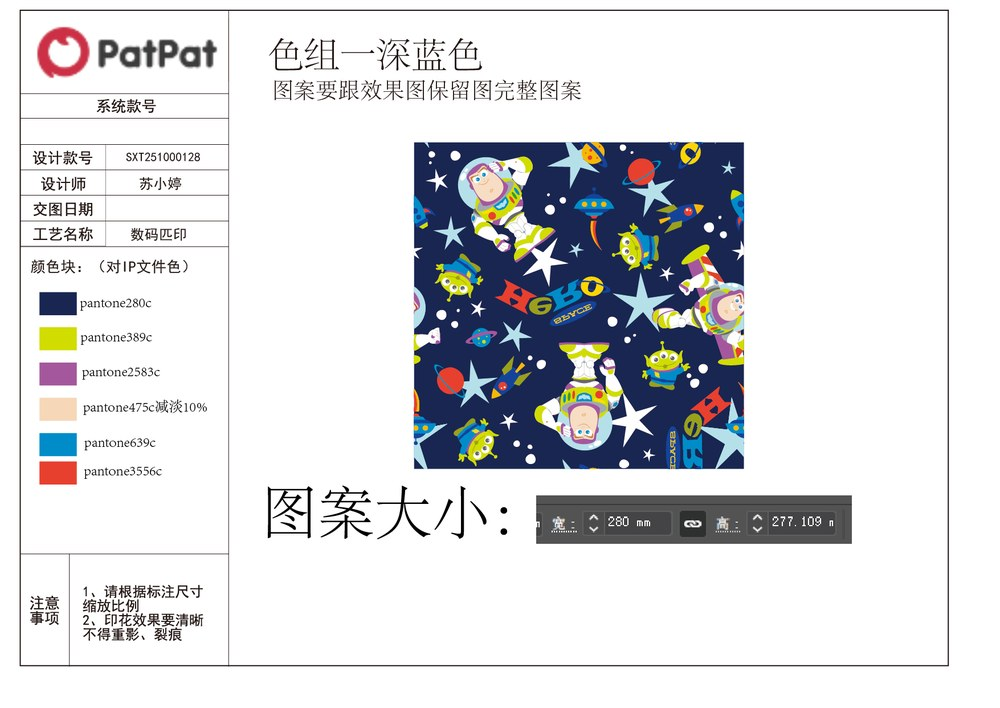 PatPat
系统款号
设计款号 SXT251000128
设计师 苏小婷
交图日期
工艺名称 数码匹印
颜色块：（对IP文件色）
pantone280c
pantone389c
pantone2583c
pantone475c减淡10%
pantone639c
pantone3556c
注意
事项
1、请根据标注尺寸
缩放比例
2、印花效果要清晰
不得重影、裂痕
色组一深蓝色
图案要跟效果图保留图完整图案
HERO
SPACE
HER
SPACE
图案大小：
宽： 280 mm 高： 277.109